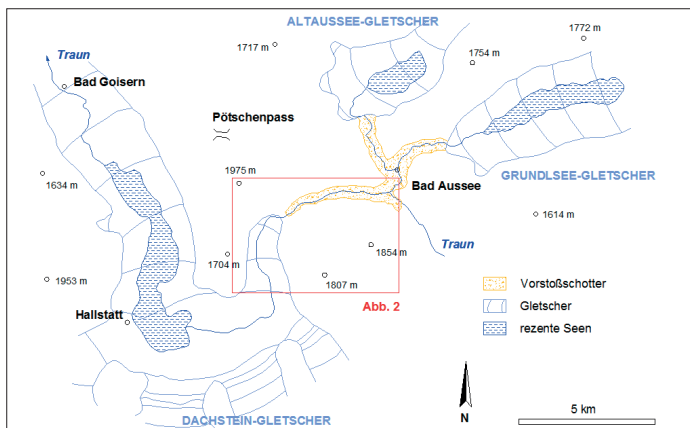 ALTAUSSEE-GLETSCHER
1772 m
1717 m
1754 m
Traun
Bad Goisern
Pötschenpass
1634 m
1975 m
Bad Aussee
GRUNDLSEE-GLETSCHER
1614 m
Traun
1854 m
1704 m
1953 m
1807 m
Abb. 2
Hallstatt
Vorstoßschotter
Gletscher
rezente Seen
DACHSTEIN-GLETSCHER
N
5 km